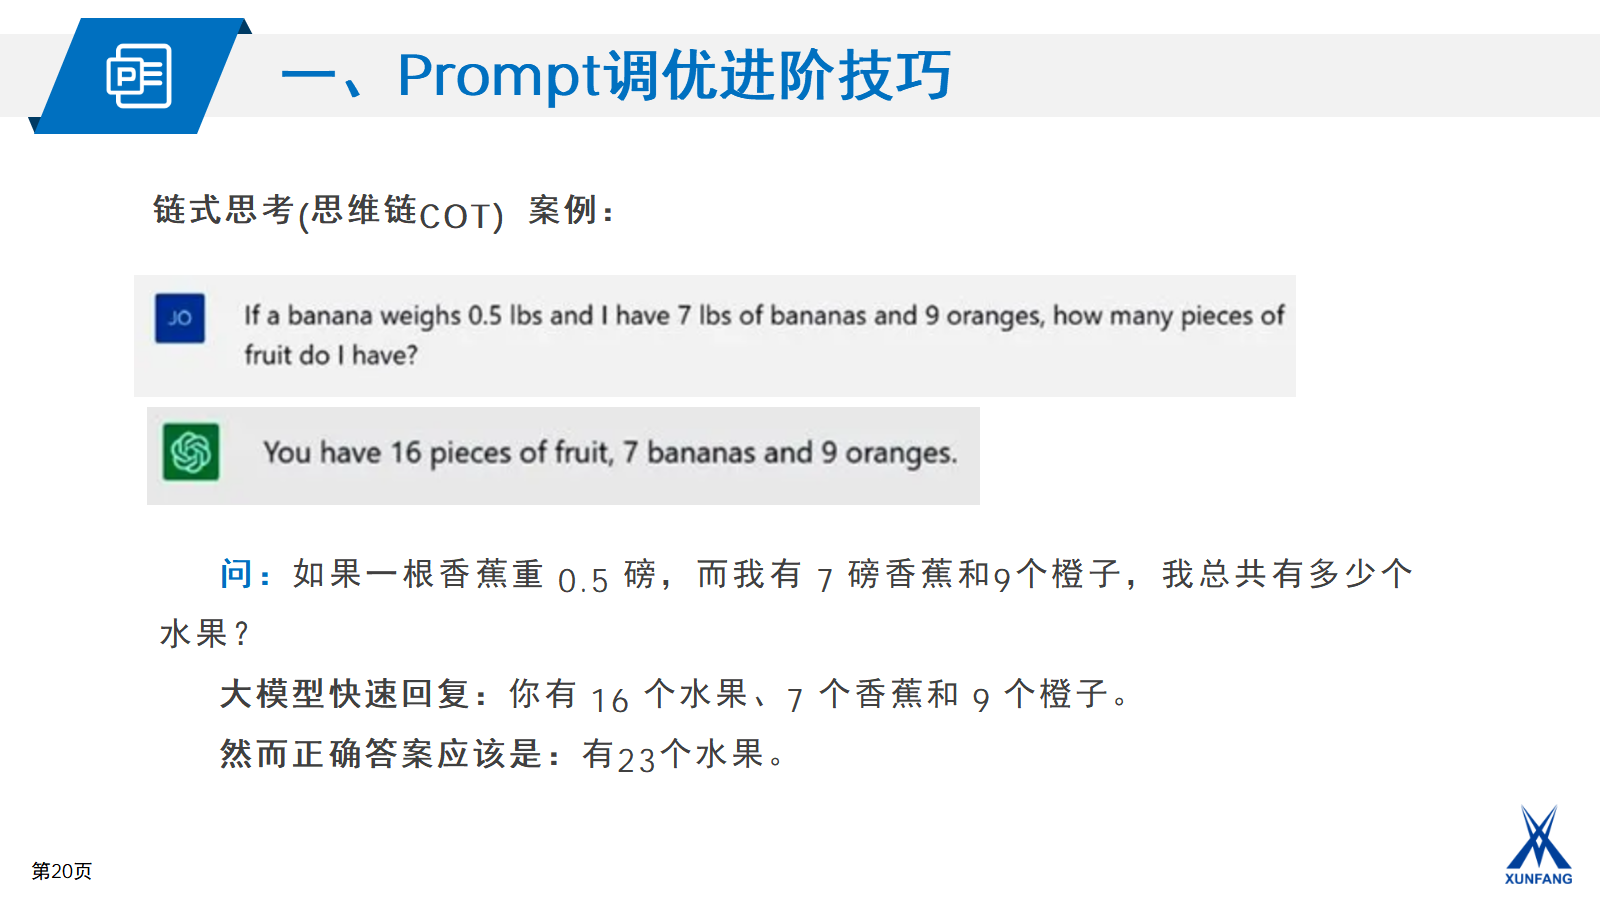 一、Prompt调优进阶技巧
链式思考(思维链COT) 案例：
JO
If a banana weighs 0.5 lbs and I have 7 lbs of bananas and 9 oranges, how many pieces of
fruit do I have?
You have 16 pieces of fruit, 7 bananas and 9 oranges.
问：如果一根香蕉重 0.5 磅，而我有 7 磅香蕉和9个橙子，我总共有多少个
水果？
大模型快速回复：你有 16 个水果、7 个香蕉和 9 个橙子。
然而正确答案应该是：有23个水果。
第20页
XUNFANG